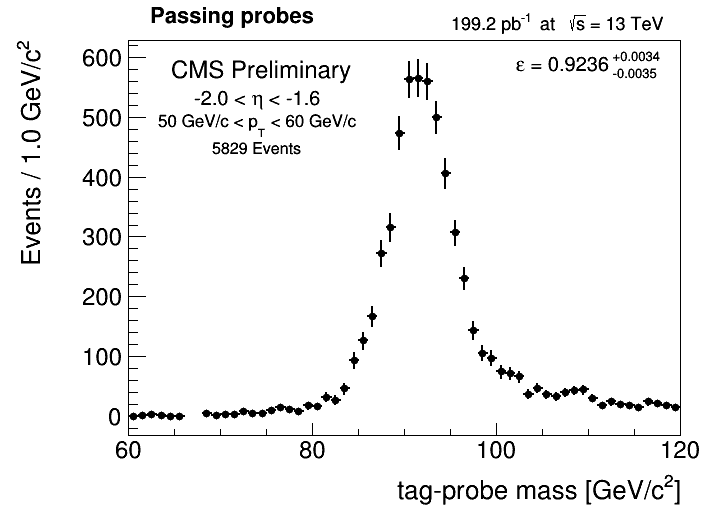 Passing probes
199.2 pb⁻¹ at √s = 13 TeV
CMS Preliminary
-2.0 < η < -1.6
50 GeV/c < p_T < 60 GeV/c
5829 Events
ε = 0.9236 +0.0034 -0.0035
Events / 1.0 GeV/c²
600
500
400
300
200
100
0
60 80 100 120
tag-probe mass [GeV/c²]